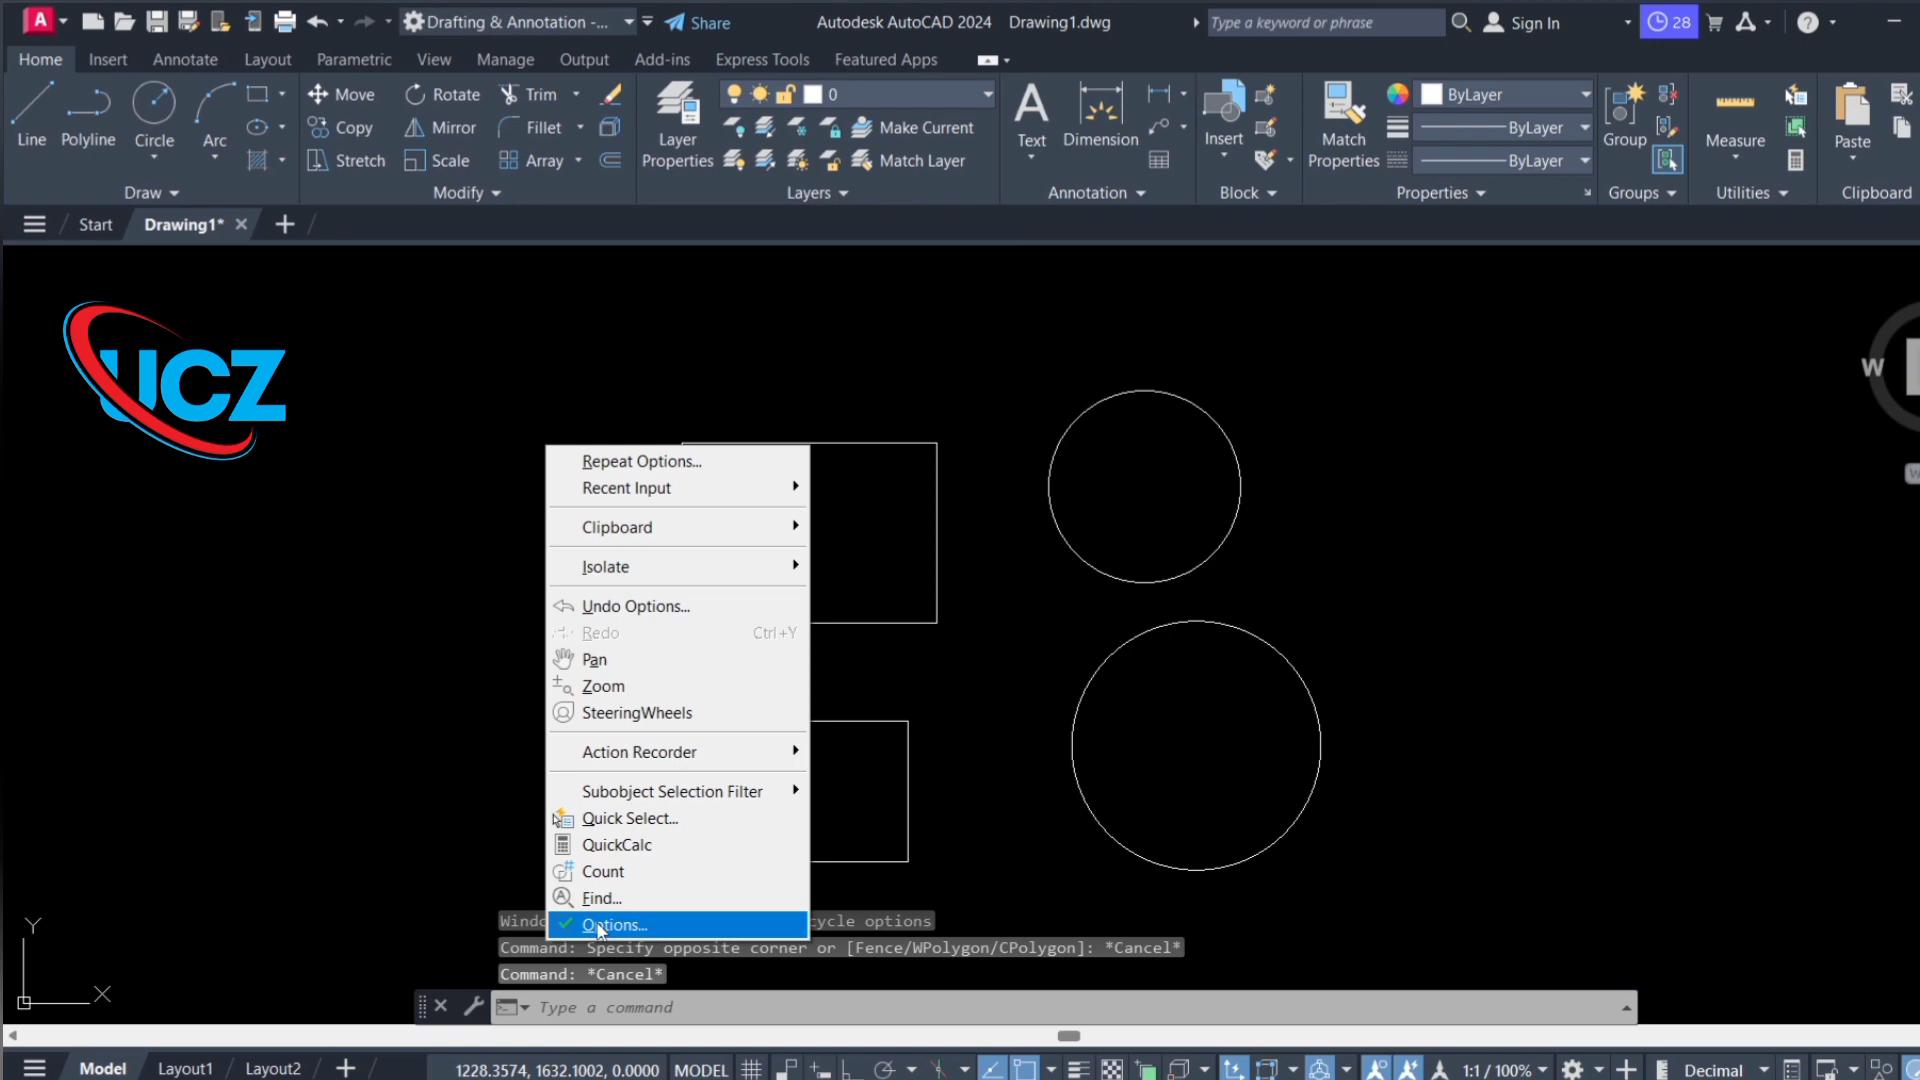 Drafting & Annotation -...
Share
Autodesk AutoCAD 2024 Drawing1.dwg
Type a keyword or phrase
Sign In
28
Home Insert Annotate Layout Parametric View Manage Output Add-ins Express Tools Featured Apps
Line
Polyline
Circle
Arc
Draw
Move
Rotate
Trim
Copy
Mirror
Fillet
Stretch
Scale
Array
Modify
Layer
Properties
0
Make Current
Match Layer
Layers
Text
Dimension
Annotation
Insert
Block
Match
Properties
ByLayer
ByLayer
ByLayer
Properties
Group
Groups
Measure
Utilities
Paste
Clipboard
Start
Drawing1*
UCZ
W
Repeat Options...
Recent Input
Clipboard
Isolate
Undo Options...
Redo Ctrl+Y
Pan
Zoom
SteeringWheels
Action Recorder
Subobject Selection Filter
Quick Select...
QuickCalc
Count
Find...
Options...
cycle options
Command: Specify opposite corner or [Fence/WPolygon/CPolygon]: *Cancel*
Command: *Cancel*
Type a command
Y
X
Model Layout1 Layout2
1228.3574, 1632.1002, 0.0000 MODEL
1:1 / 100%
Decimal